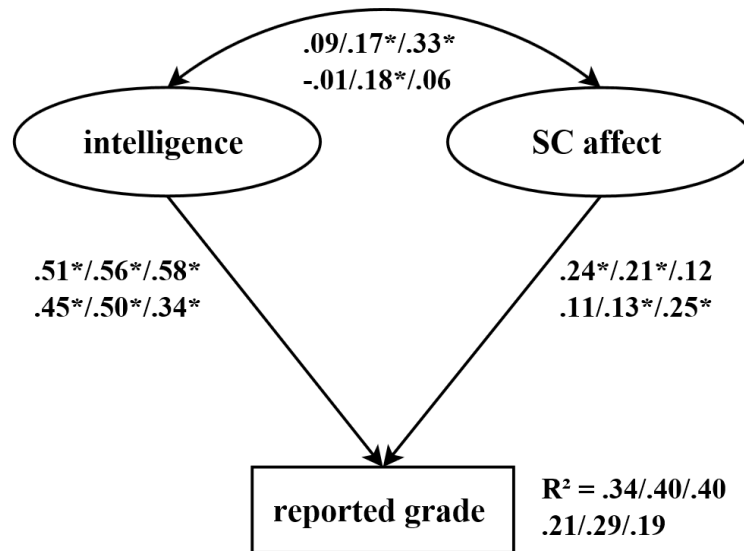 .09/.17*/.33*
-.01/.18*/.06
intelligence
SC affect
.51*/.56*/.58*
.45*/.50*/.34*
.24*/.21*/.12
.11/.13*/.25*
reported grade
R² = .34/.40/.40
.21/.29/.19